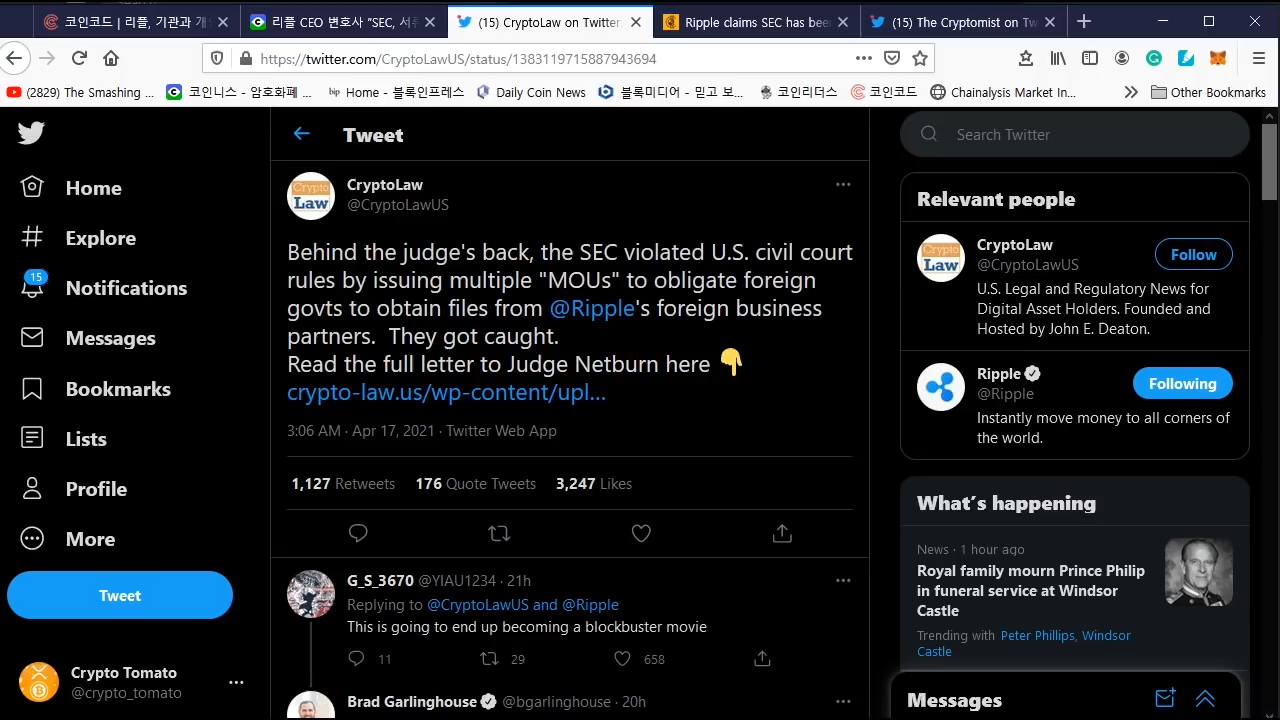 코인코드 | 리플, 기관과 개
리플 CEO 변호사 “SEC, 서류
(15) CryptoLaw on Twitter
Ripple claims SEC has been
(15) The Cryptomist on Tw
https://twitter.com/CryptoLawUS/status/1383119715887943694
(2829) The Smashing ...
코인니스 - 암호화폐 ...
bip Home - 블록인프레스
Daily Coin News
블록미디어 - 믿고 보...
코인리더스
코인코드
Chainalysis Market In...
Other Bookmarks
Home
Explore
15
Notifications
Messages
Bookmarks
Lists
Profile
More
Tweet
Crypto Tomato
@crypto_tomato
Tweet
Crypto
Law
CryptoLaw
@CryptoLawUS
Behind the judge's back, the SEC violated U.S. civil court
rules by issuing multiple "MOUs" to obligate foreign
govts to obtain files from @Ripple's foreign business
partners.  They got caught.
Read the full letter to Judge Netburn here 👇
crypto-law.us/wp-content/upl...
3:06 AM · Apr 17, 2021 · Twitter Web App
1,127 Retweets 176 Quote Tweets 3,247 Likes
G_S_3670 @YIAU1234 · 21h
Replying to @CryptoLawUS and @Ripple
This is going to end up becoming a blockbuster movie
11 29 658
Brad Garlinghouse @bgarlinghouse · 20h
Search Twitter
Relevant people
Crypto
Law
CryptoLaw
@CryptoLawUS
Follow
U.S. Legal and Regulatory News for
Digital Asset Holders. Founded and
Hosted by John E. Deaton.
Ripple
@Ripple
Following
Instantly move money to all corners of
the world.
What's happening
News · 1 hour ago
Royal family mourn Prince Philip
in funeral service at Windsor
Castle
Trending with Peter Phillips, Windsor
Castle
Messages